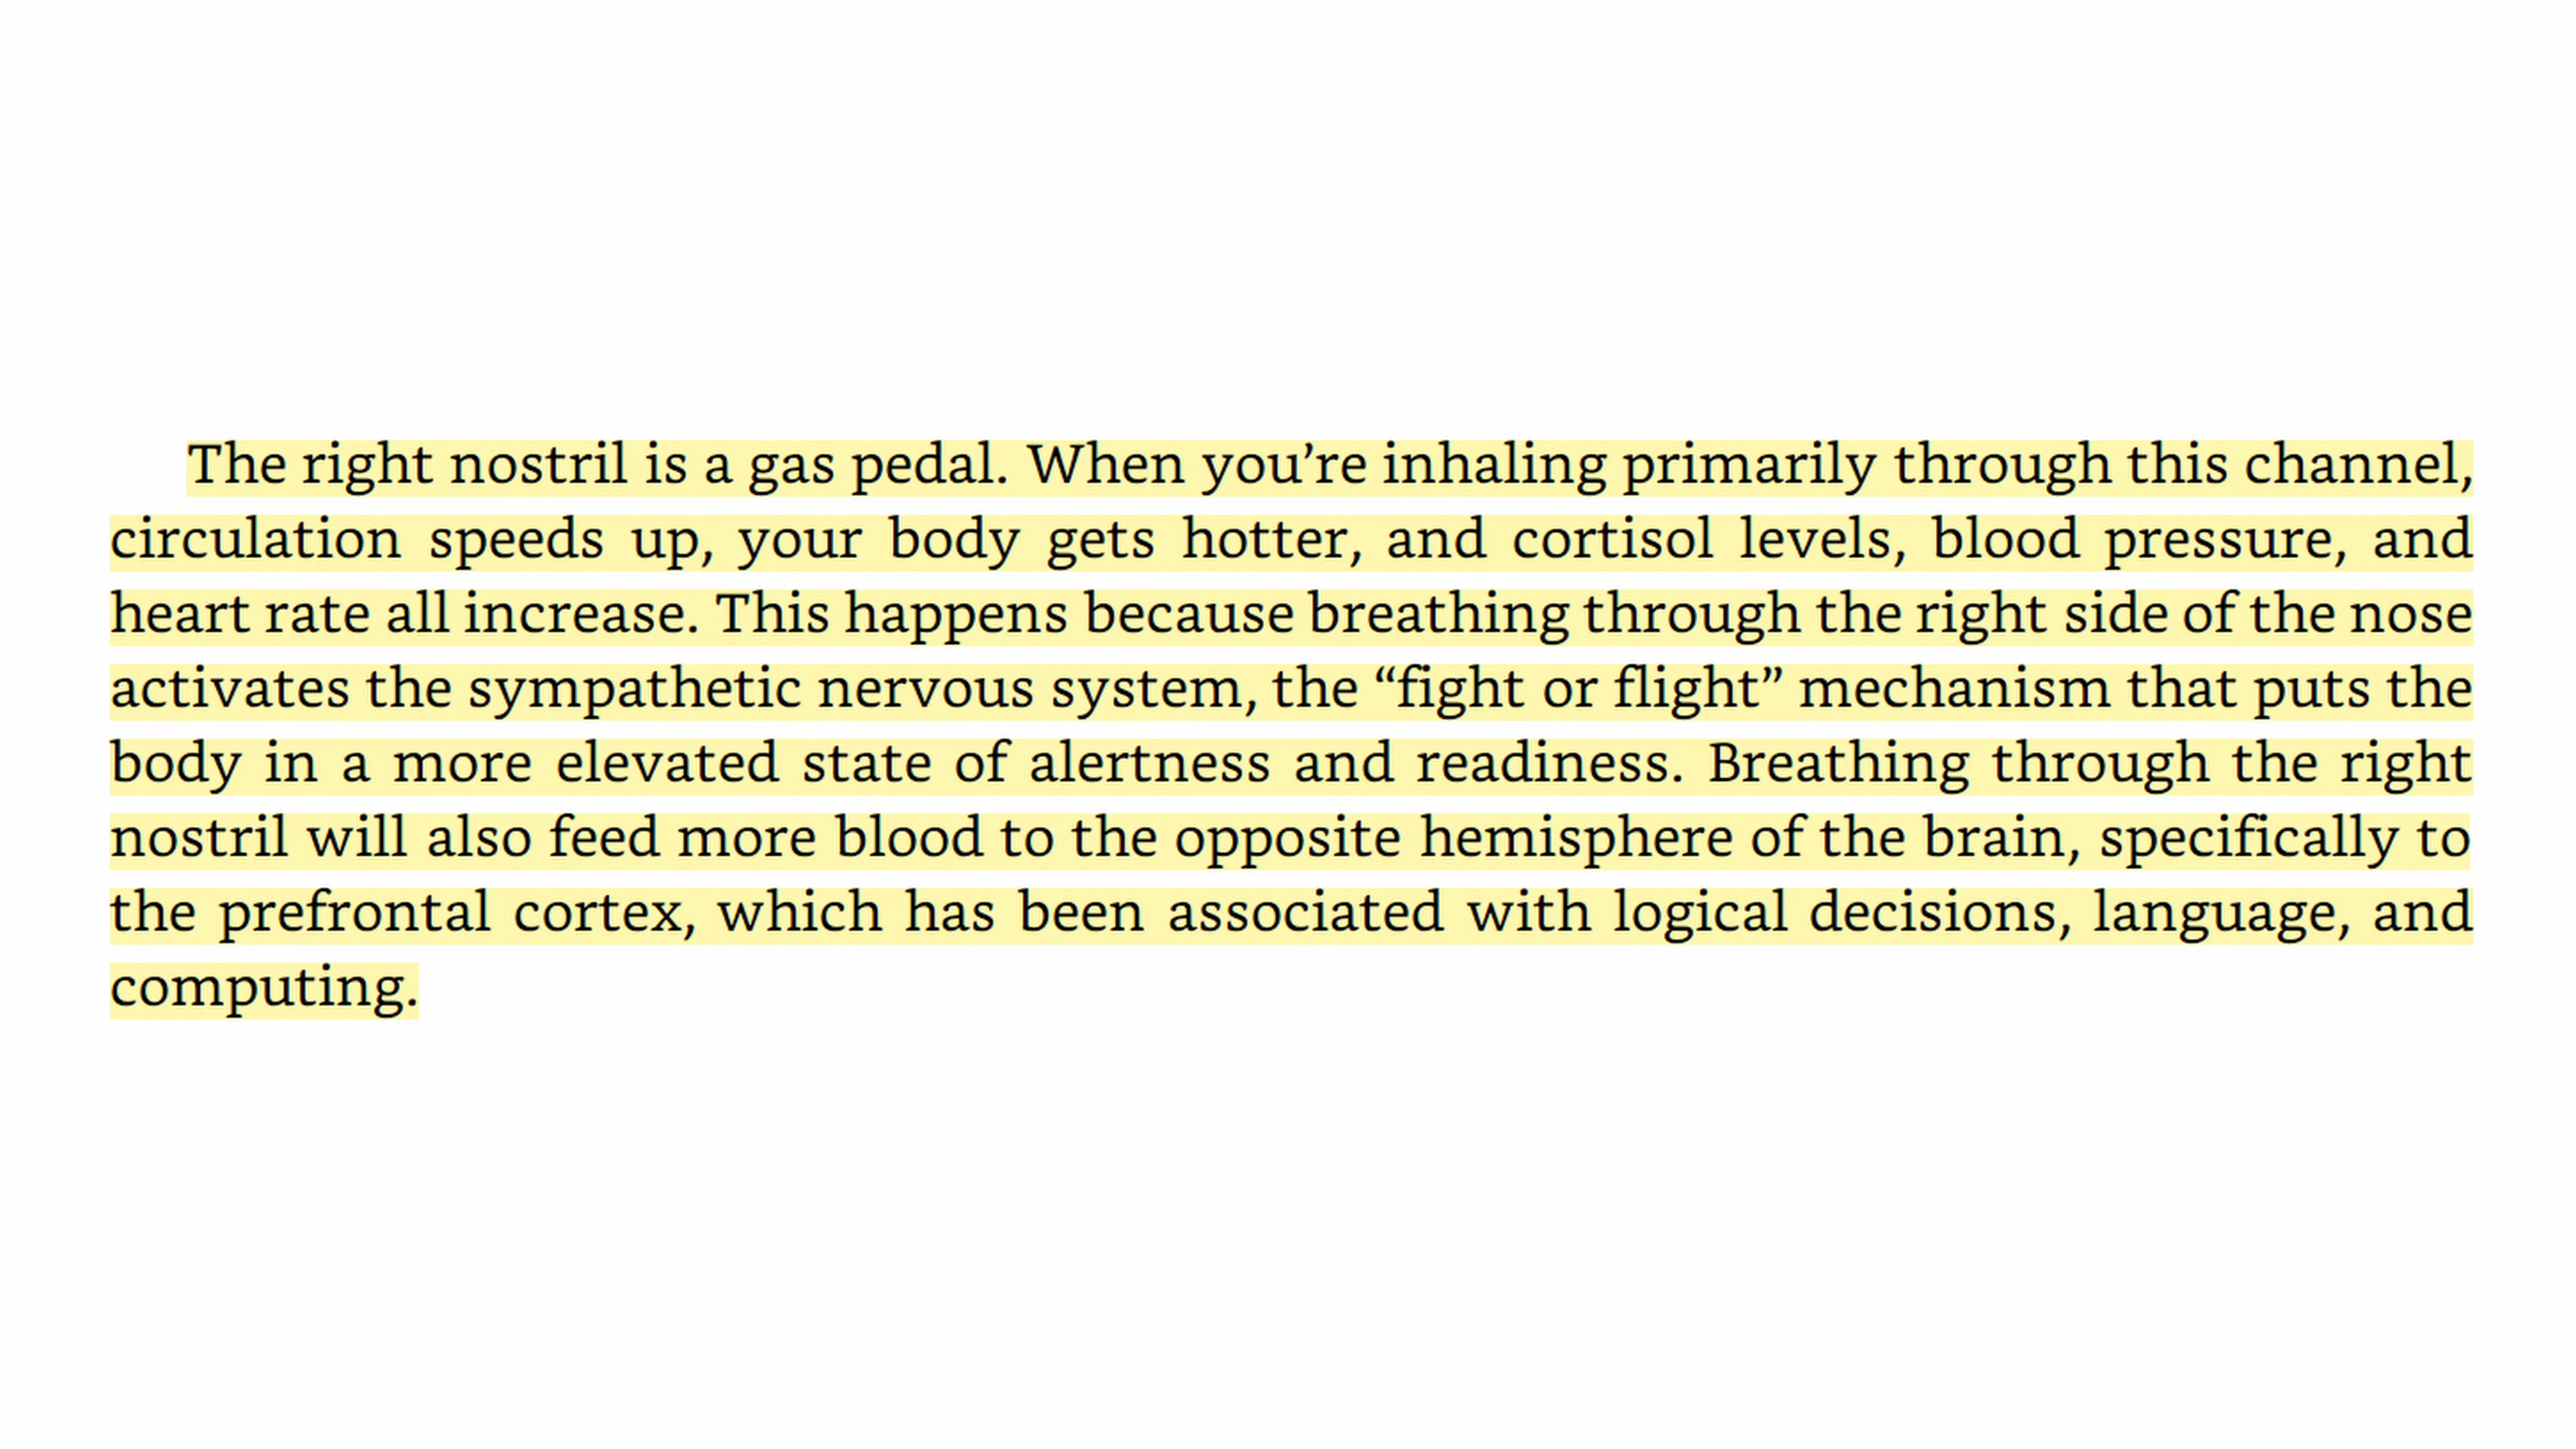 The right nostril is a gas pedal. When you’re inhaling primarily through this channel,
circulation speeds up, your body gets hotter, and cortisol levels, blood pressure, and
heart rate all increase. This happens because breathing through the right side of the nose
activates the sympathetic nervous system, the “fight or flight” mechanism that puts the
body in a more elevated state of alertness and readiness. Breathing through the right
nostril will also feed more blood to the opposite hemisphere of the brain, specifically to
the prefrontal cortex, which has been associated with logical decisions, language, and
computing.